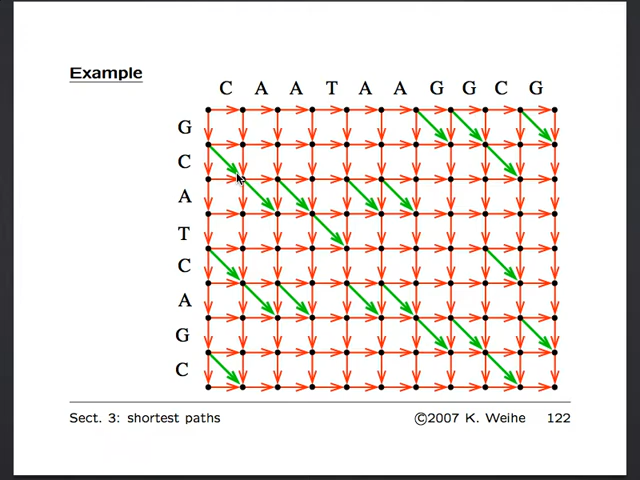 Example
C A A T A A G G C G
G
C
A
T
C
A
G
C
Sect. 3: shortest paths
©2007 K. Weihe 122